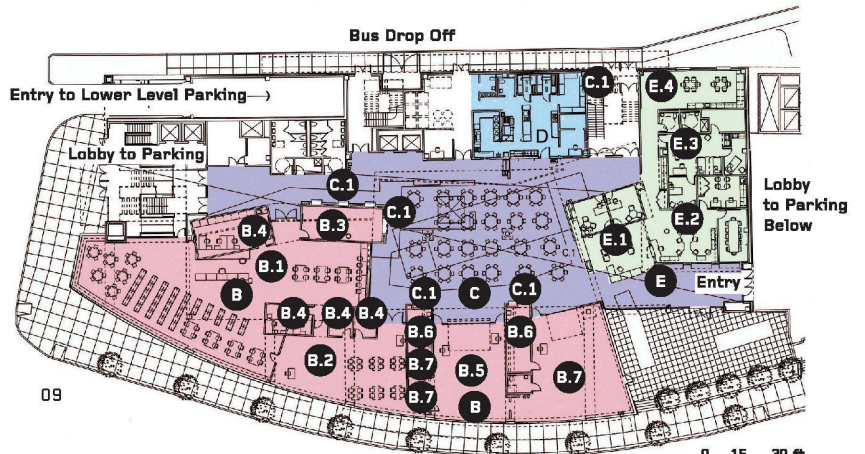 Bus Drop Off
C.1
E.4
Entry to Lower Level Parking→
D
E.3
Lobby to Parking
C.1
Lobby
to Parking
Below
C.1
B.4
B.3
E.2
E.1
B.1
E
Entry
B
C.1
C
C.1
B.4
B.4
B.4
B.6
B.6
B.2
B.7
B.5
B.7
09
B.7
B
0 15 30 ft